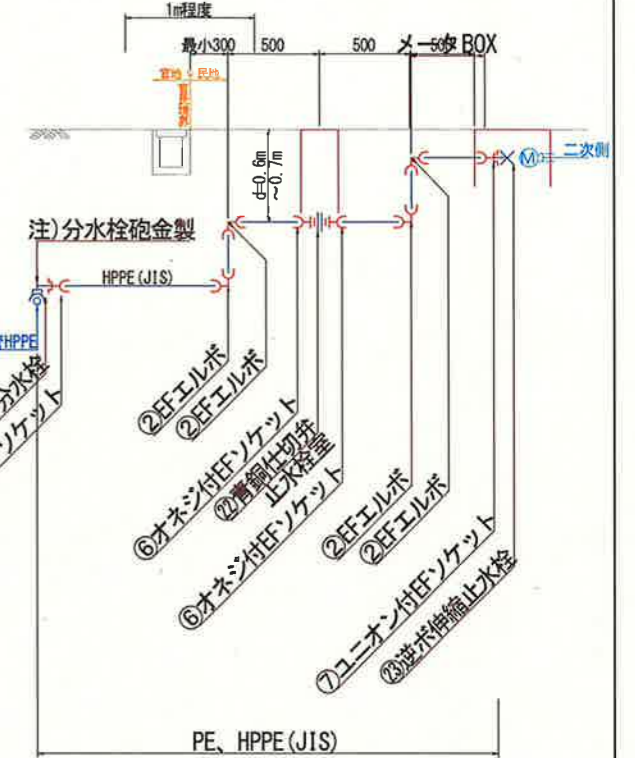 1m程度
最小300 500 500 500 メータBOX
官地 民地
d=0.6m
~0.7m
二次側
注)分水栓砲金製
HPPE(JIS)
HPPE
分水栓
ソケット
②EFエルボ
②EFエルボ
⑥オネジ付EFソケット
㉒青銅仕切弁
止水栓室
⑥オネジ付EFソケット
②EFエルボ
②EFエルボ
⑦ユニオン付EFソケット
㉓逆ボ伸縮止水栓
M
PE、HPPE(JIS)